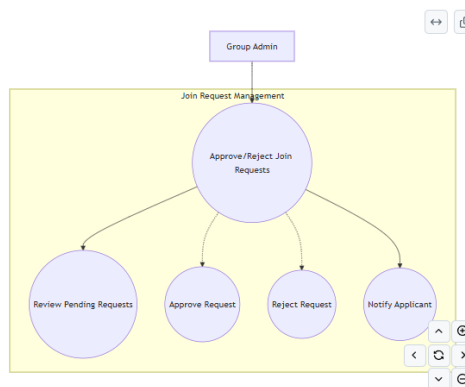 Group Admin
Join Request Management
Approve/Reject Join
Requests
Review Pending Requests
Approve Request
Reject Request
Notify Applicant